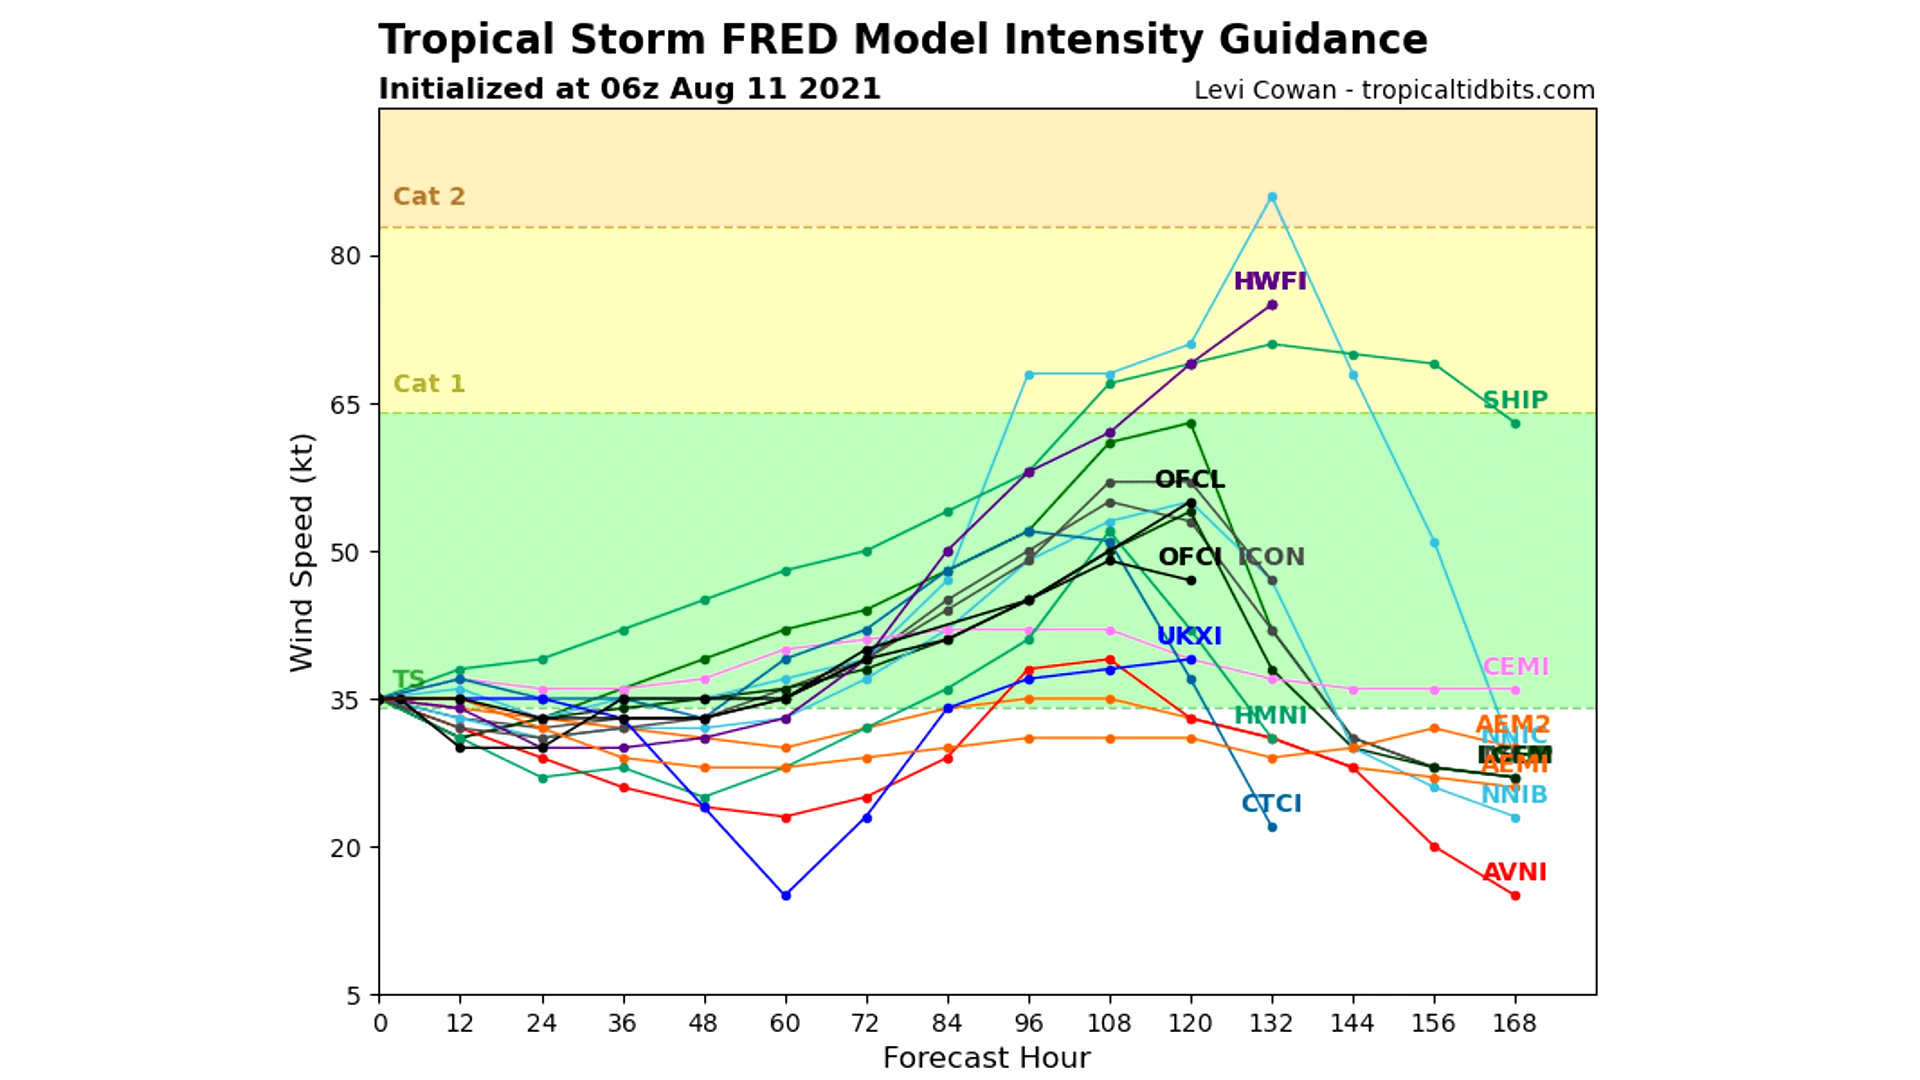 Tropical Storm FRED Model Intensity Guidance
Initialized at 06z Aug 11 2021
Levi Cowan - tropicaltidbits.com
Cat 2
80
HWFI
Cat 1
65
SHIP
Wind Speed (kt)
OFCL
50
OFCI
ICON
UKXI
CEMI
TS
35
HMNI
AEM2
NNIC
AEMI
NNIB
CTCI
20
AVNI
5
0 12 24 36 48 60 72 84 96 108 120 132 144 156 168
Forecast Hour